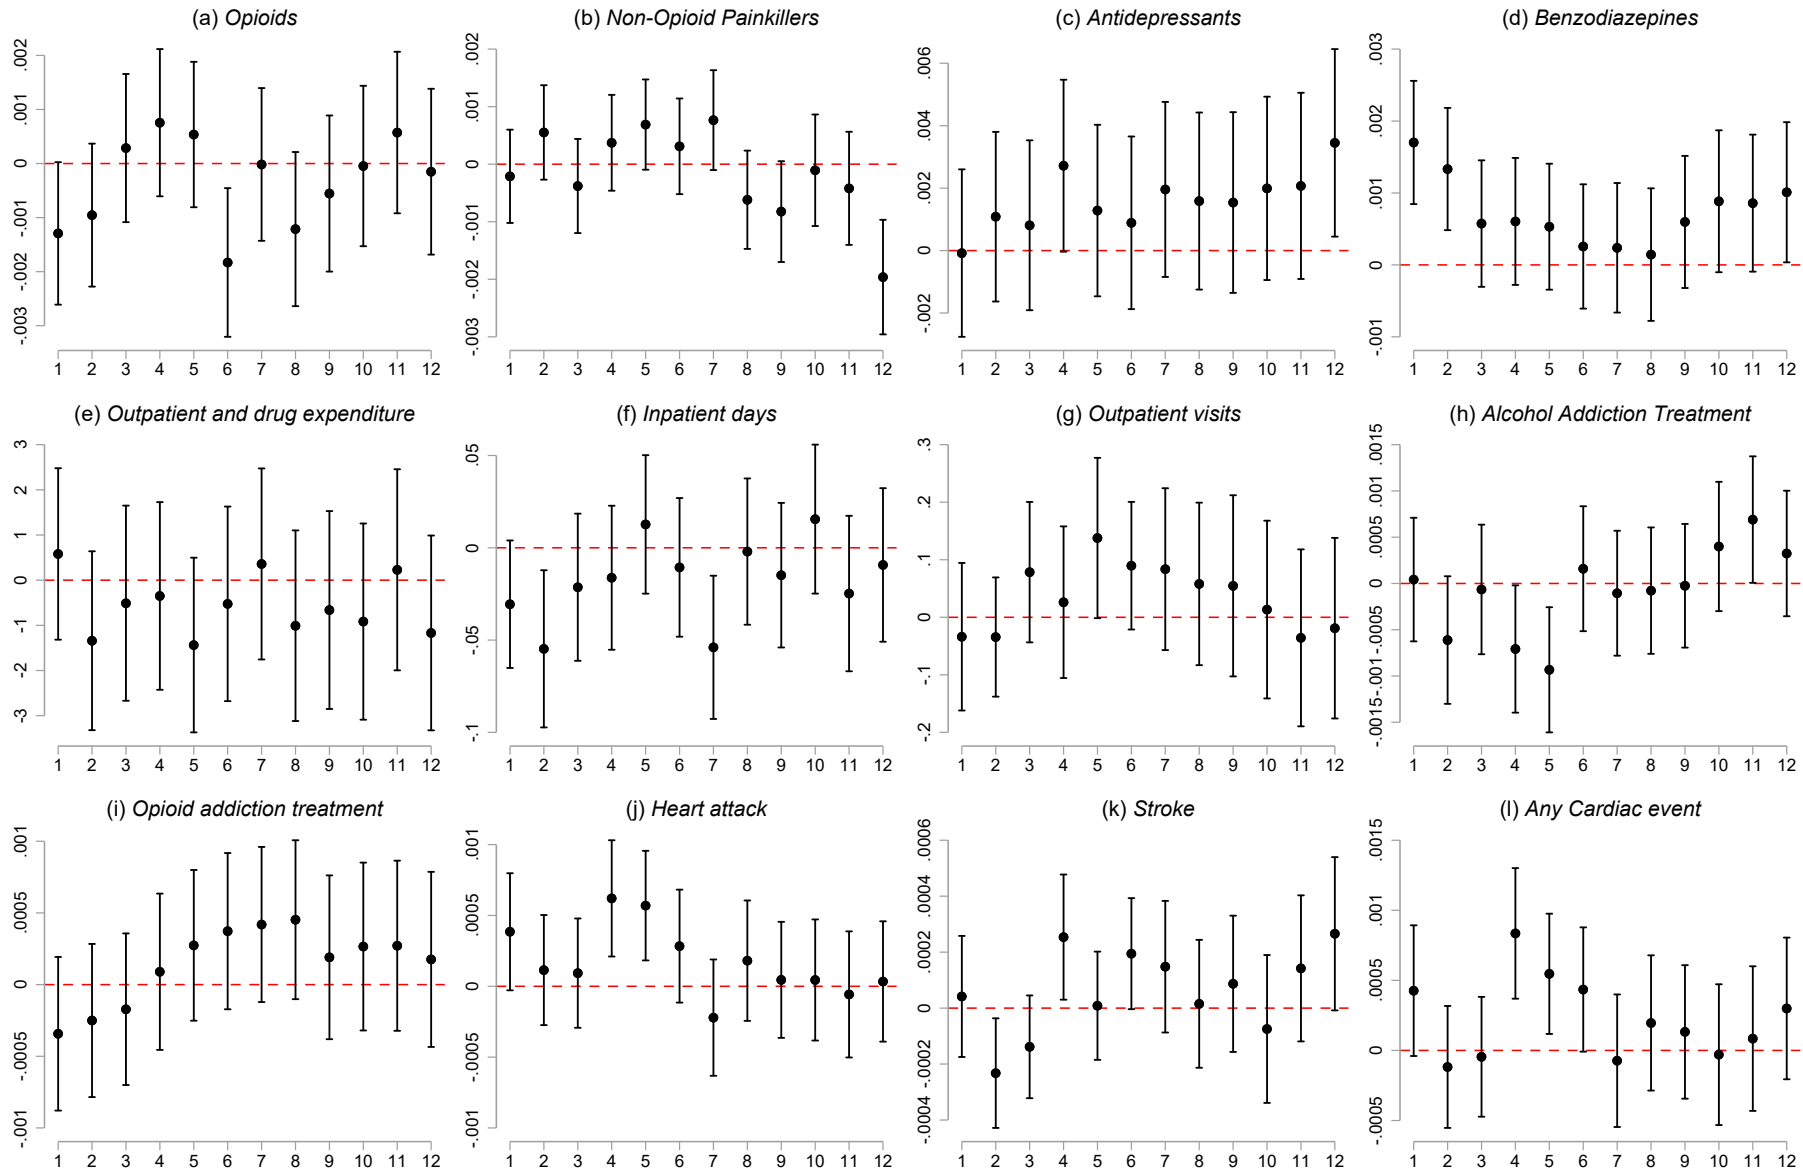 (a) Opioids
.002
.001
0
-.001
-.002
-.003
1 2 3 4 5 6 7 8 9 10 11 12
(b) Non-Opioid Painkillers
.002
.001
0
-.001
-.002
-.003
1 2 3 4 5 6 7 8 9 10 11 12
(c) Antidepressants
.006
.004
.002
0
-.002
1 2 3 4 5 6 7 8 9 10 11 12
(d) Benzodiazepines
.003
.002
.001
0
-.001
1 2 3 4 5 6 7 8 9 10 11 12
(e) Outpatient and drug expenditure
3
2
1
0
-1
-2
-3
1 2 3 4 5 6 7 8 9 10 11 12
(f) Inpatient days
.05
0
-.05
-.1
1 2 3 4 5 6 7 8 9 10 11 12
(g) Outpatient visits
.3
.2
.1
0
-.1
-.2
1 2 3 4 5 6 7 8 9 10 11 12
(h) Alcohol Addiction Treatment
.0015
.001
.0005
0
-.0005
-.001
-.0015
1 2 3 4 5 6 7 8 9 10 11 12
(i) Opioid addiction treatment
.001
.0005
0
-.0005
-.001
1 2 3 4 5 6 7 8 9 10 11 12
(j) Heart attack
.001
.0005
0
-.0005
-.001
1 2 3 4 5 6 7 8 9 10 11 12
(k) Stroke
.0006
.0004
.0002
0
-.0002
-.0004
1 2 3 4 5 6 7 8 9 10 11 12
(l) Any Cardiac event
.0015
.001
.0005
0
-.0005
1 2 3 4 5 6 7 8 9 10 11 12